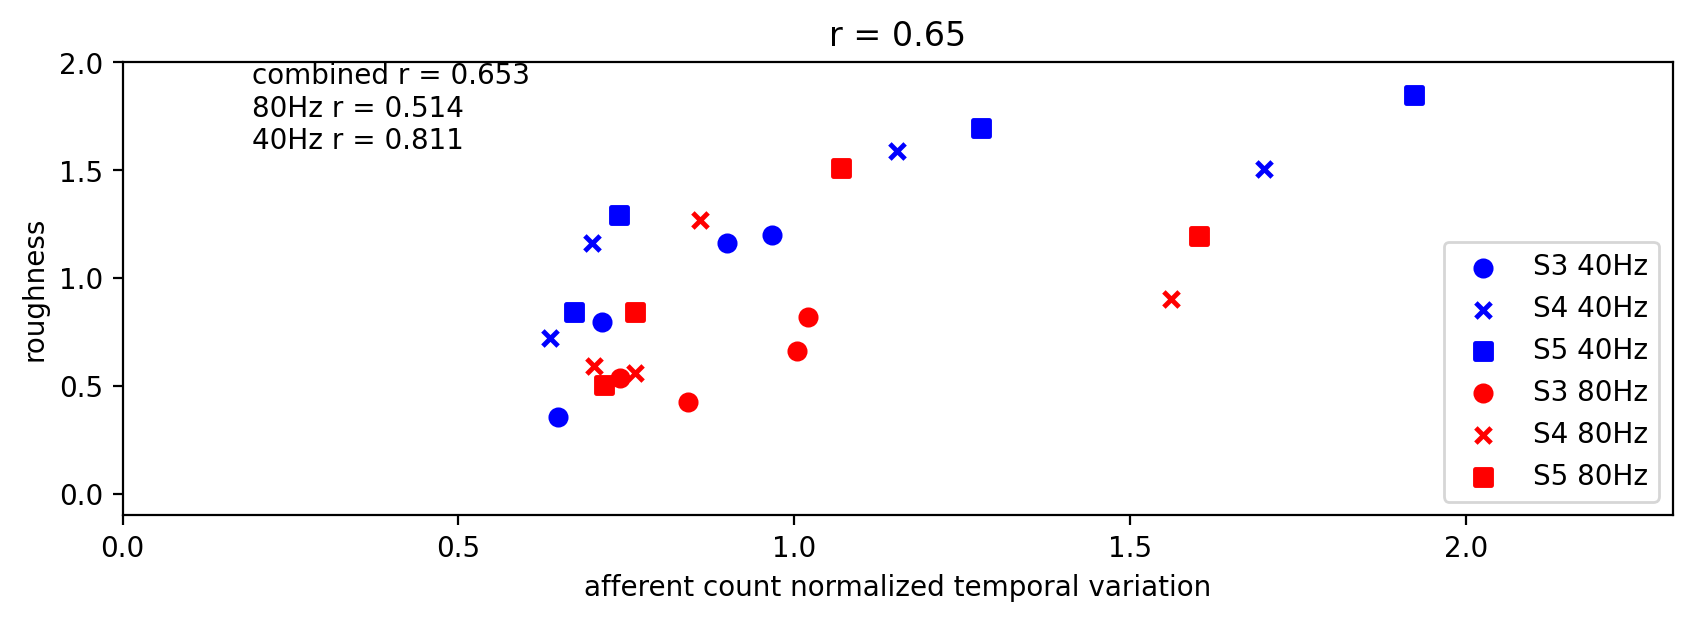 r = 0.65
combined r = 0.653
80Hz r = 0.514
40Hz r = 0.811
2.0
1.5
1.0
0.5
0.0
roughness
S3 40Hz
S4 40Hz
S5 40Hz
S3 80Hz
S4 80Hz
S5 80Hz
0.0 0.5 1.0 1.5 2.0
afferent count normalized temporal variation